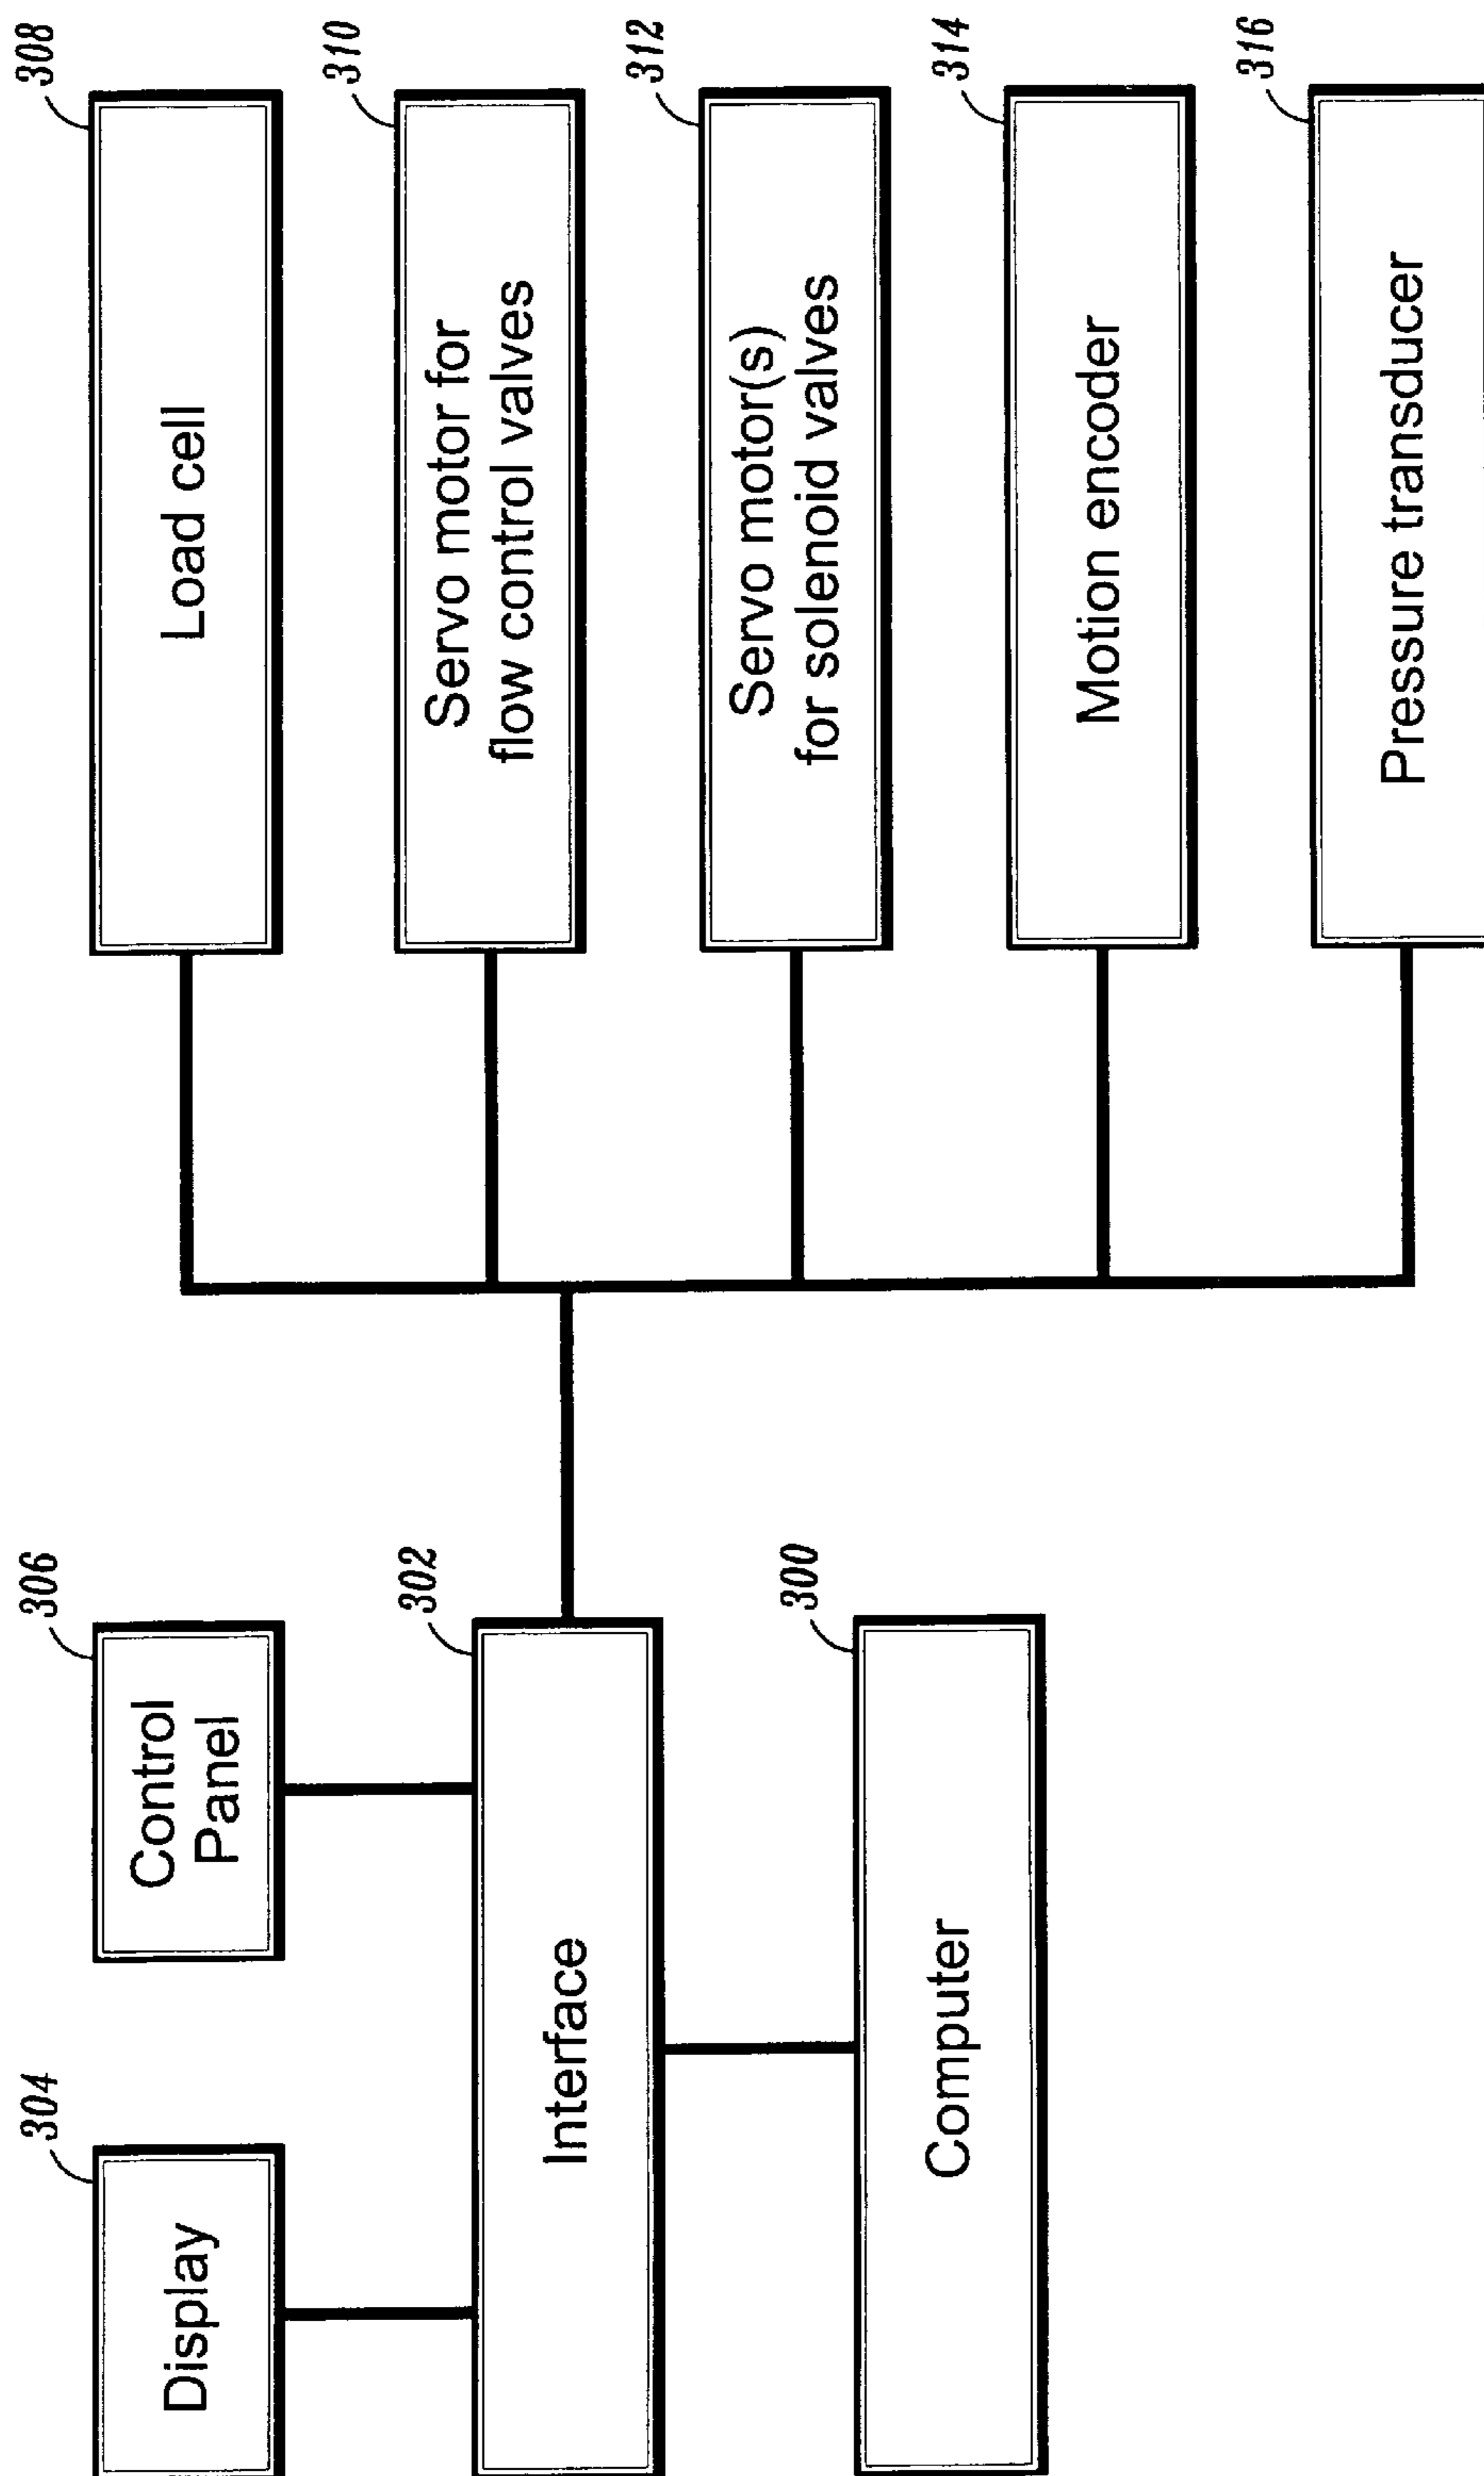 304
Display
306
Control
Panel
302
Interface
300
Computer
308
Load cell
310
Servo motor for
flow control valves
312
Servo motor(s)
for solenoid valves
314
Motion encoder
316
Pressure transducer